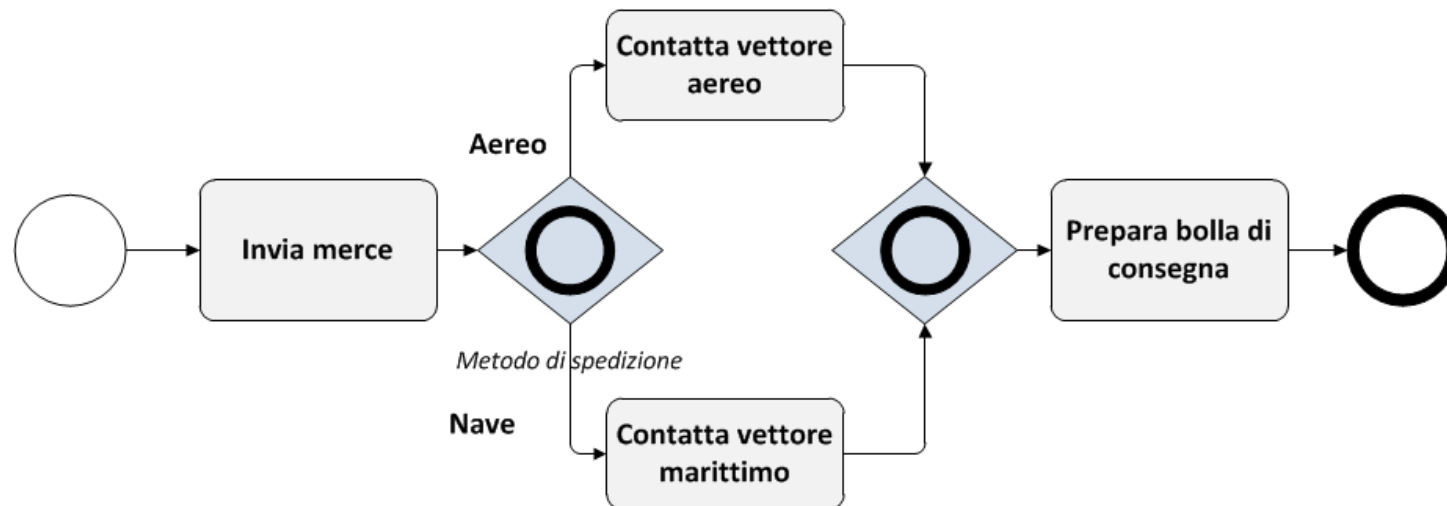 Contatta vettore
aereo
Aereo
Invia merce
Prepara bolla di
consegna
Metodo di spedizione
Nave
Contatta vettore
marittimo